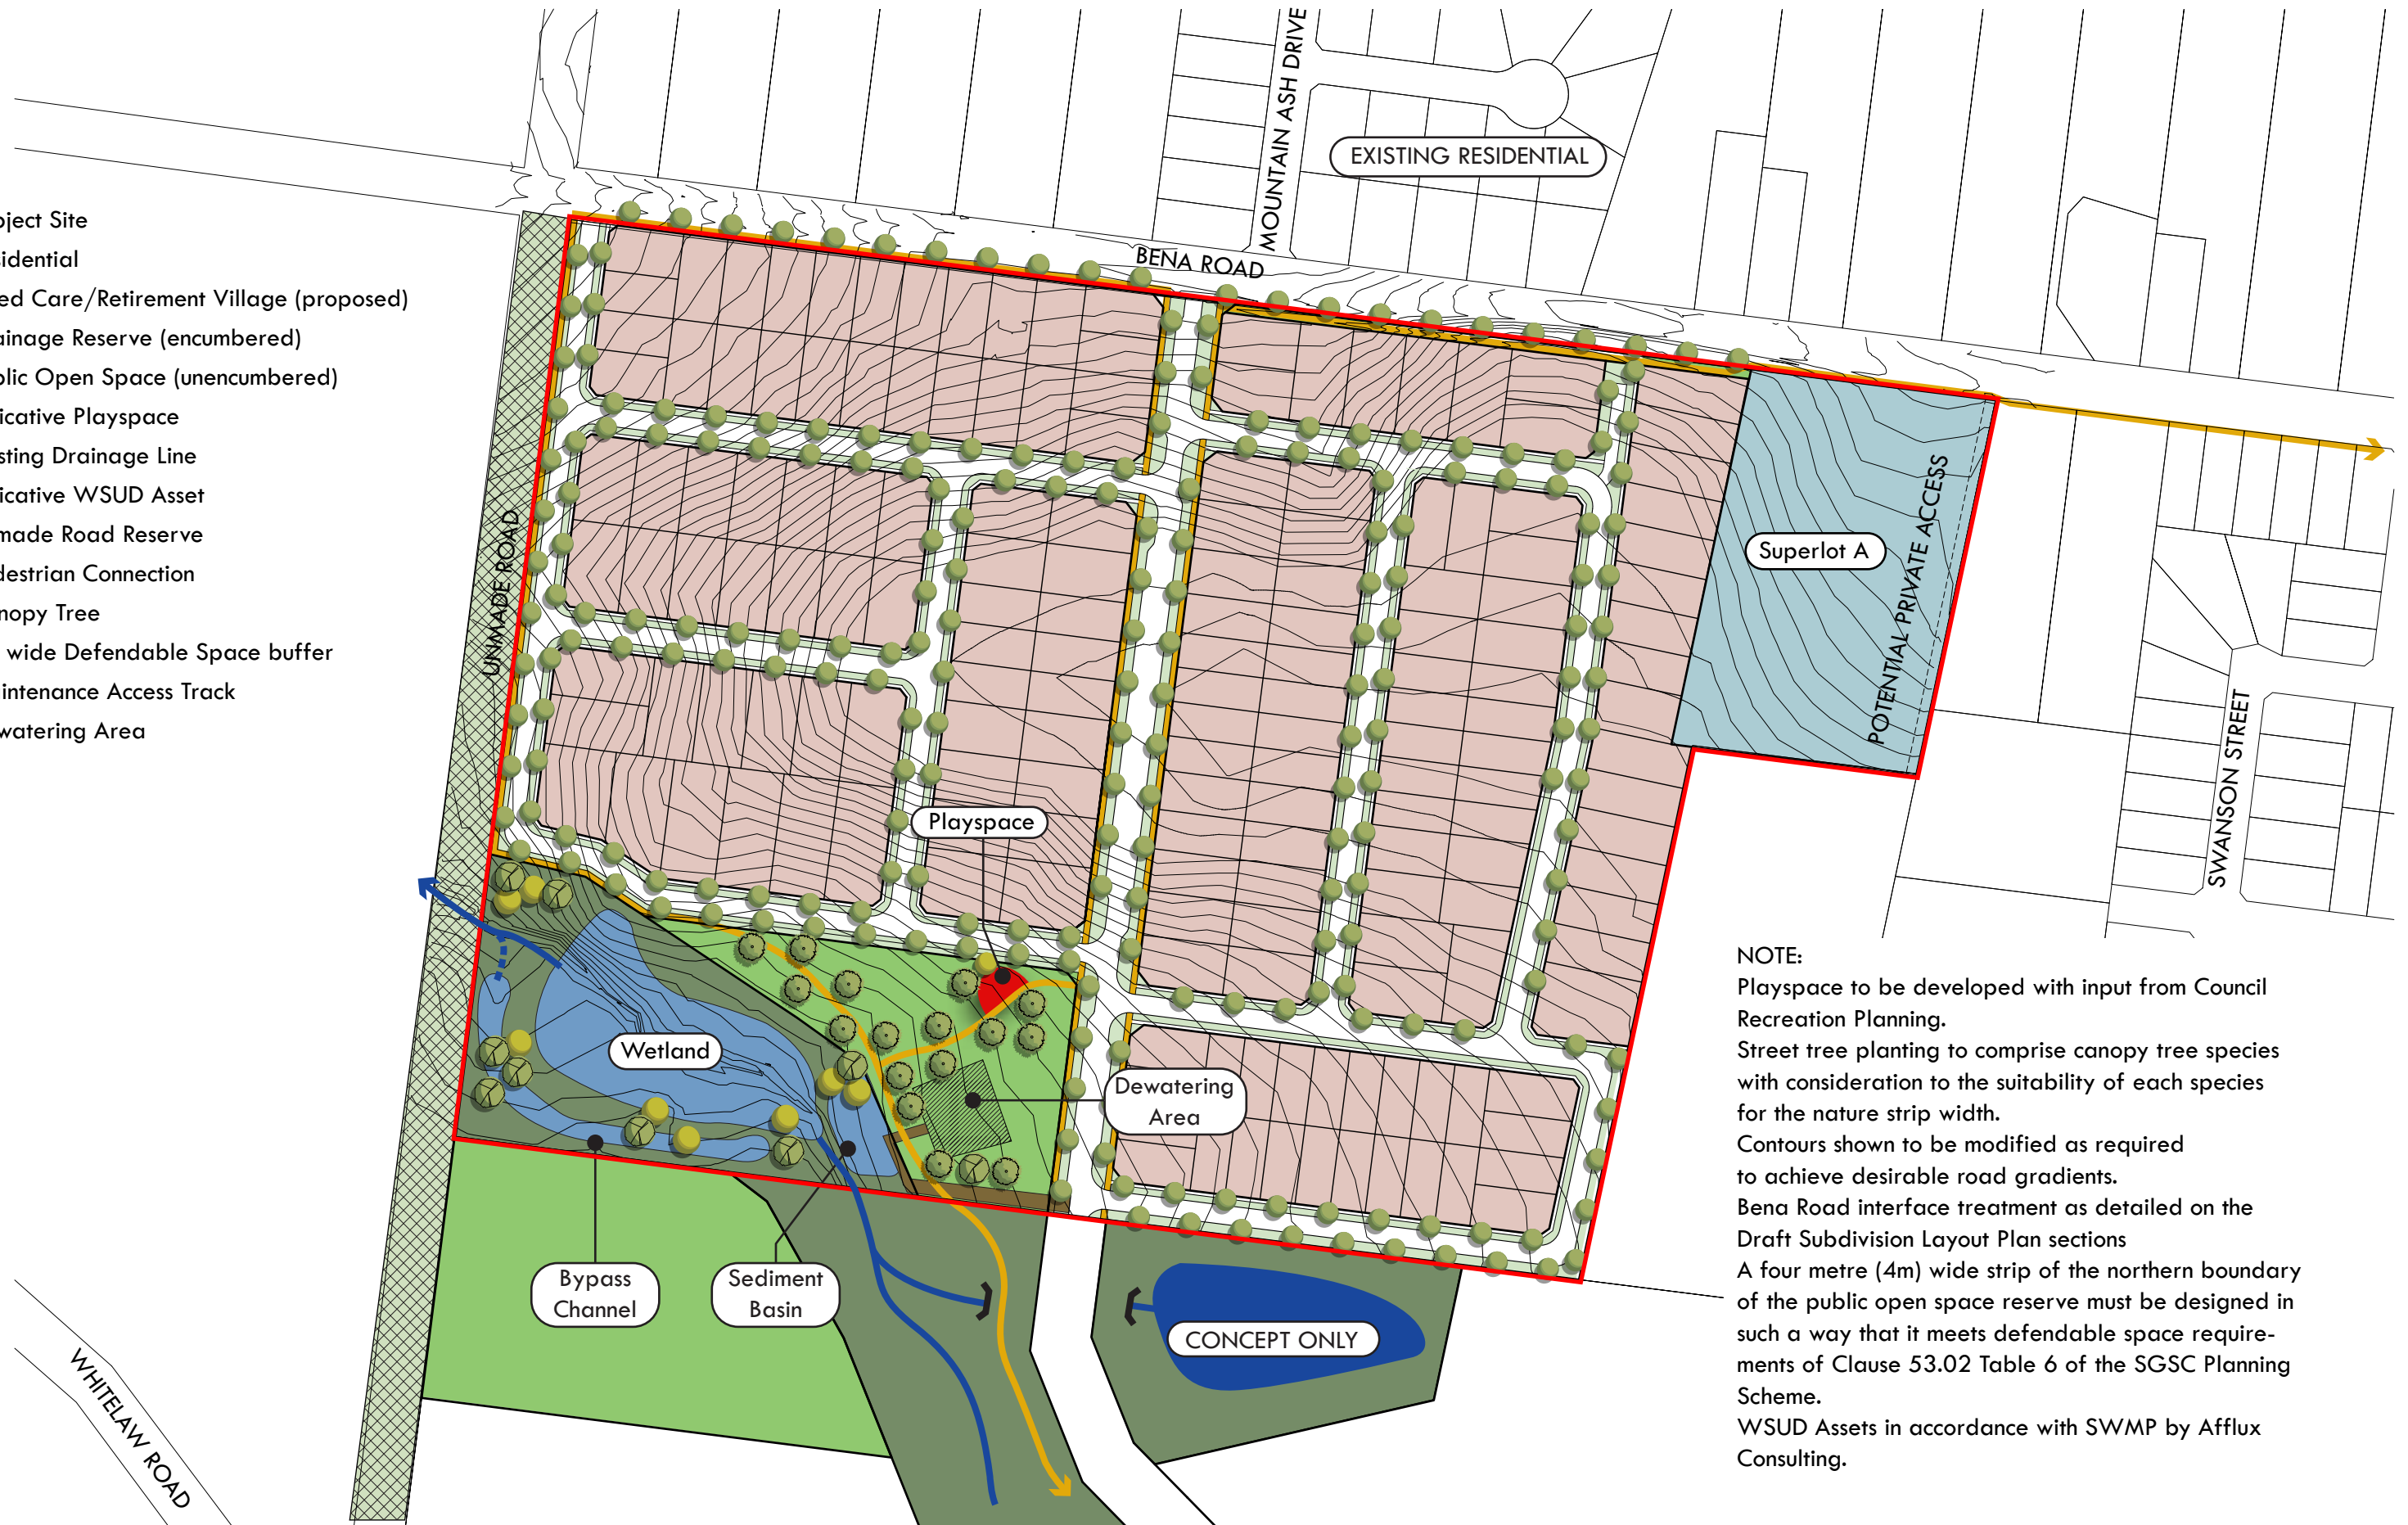 MOUNTAIN ASH DRIVE
EXISTING RESIDENTIAL
BENA ROAD
bject Site
sidential
ed Care/Retirement Village (proposed)
ainage Reserve (encumbered)
blic Open Space (unencumbered)
icative Playspace
sting Drainage Line
icative WSUD Asset
made Road Reserve
destrian Connection
nopy Tree
wide Defendable Space buffer
intenance Access Track
watering Area
UNMADE ROAD
Superlot A
POTENTIAL PRIVATE ACCESS
SWANSON STREET
Playspace
Wetland
Dewatering
Area
Bypass
Channel
Sediment
Basin
CONCEPT ONLY
WHITELAW ROAD
NOTE:
Playspace to be developed with input from Council
Recreation Planning.
Street tree planting to comprise canopy tree species
with consideration to the suitability of each species
for the nature strip width.
Contours shown to be modified as required
to achieve desirable road gradients.
Bena Road interface treatment as detailed on the
Draft Subdivision Layout Plan sections
A four metre (4m) wide strip of the northern boundary
of the public open space reserve must be designed in
such a way that it meets defendable space require-
ments of Clause 53.02 Table 6 of the SGSC Planning
Scheme.
WSUD Assets in accordance with SWMP by Afflux
Consulting.